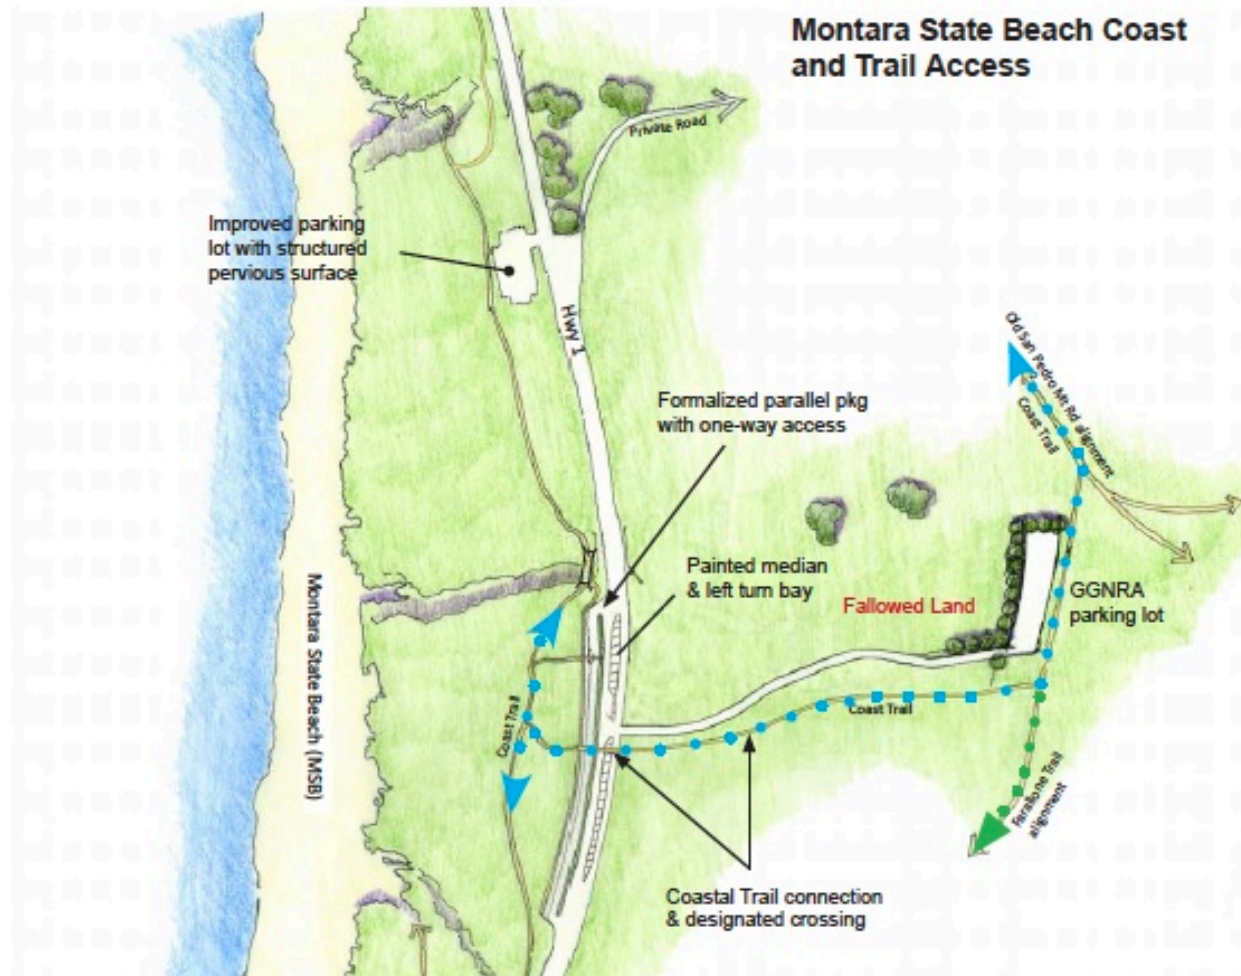 Montara State Beach Coast
and Trail Access
Private Road
Improved parking
lot with structured
pervious surface
Hwy 1
Old San Pedro Mt Rd alignment
Coast Trail
Formalized parallel pkg
with one-way access
Painted median
& left turn bay
Fallowed Land
GGNRA
parking lot
Montara State Beach (MSB)
Coast Trail
Coast Trail
Farallone Trail
alignment
Coastal Trail connection
& designated crossing